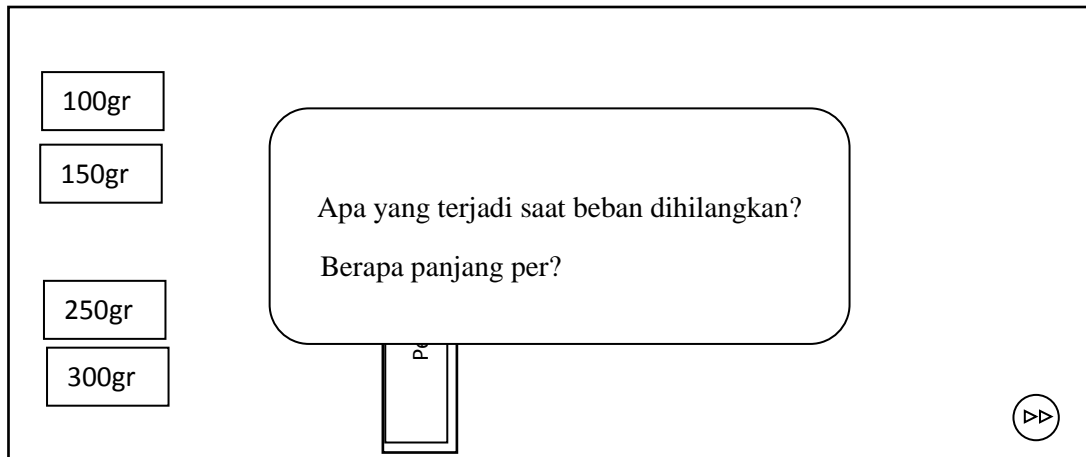 100gr
150gr
Apa yang terjadi saat beban dihilangkan?
Berapa panjang per?
250gr
300gr